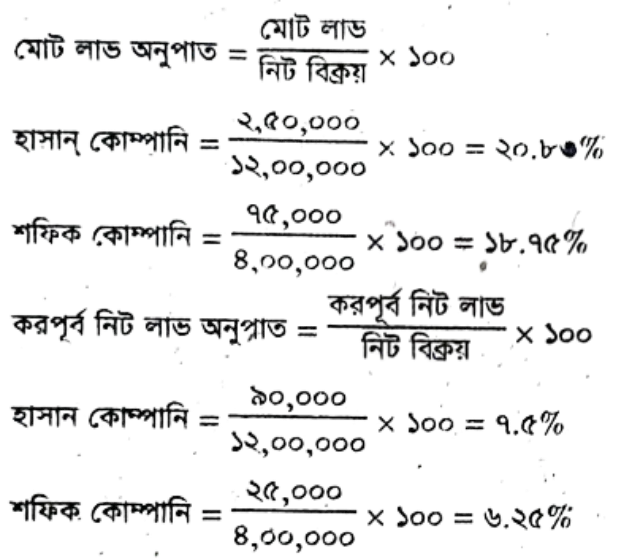 মোট লাভ অনুপাত = মোট লাভ / নিট বিক্রয় × ১০০
হাসান্ কোম্পানি = ২,৫০,০০০ / ১২,০০,০০০ × ১০০ = ২০.৮৩%
শফিক কোম্পানি = ৭৫,০০০ / ৪,০০,০০০ × ১০০ = ১৮.৭৫%
করপূর্ব নিট লাভ অনুপাত = করপূর্ব নিট লাভ / নিট বিক্রয় × ১০০
হাসান কোম্পানি = ৯০,০০০ / ১২,০০,০০০ × ১০০ = ৭.৫%
শফিক কোম্পানি = ২৫,০০০ / ৪,০০,০০০ × ১০০ = ৬.২৫%